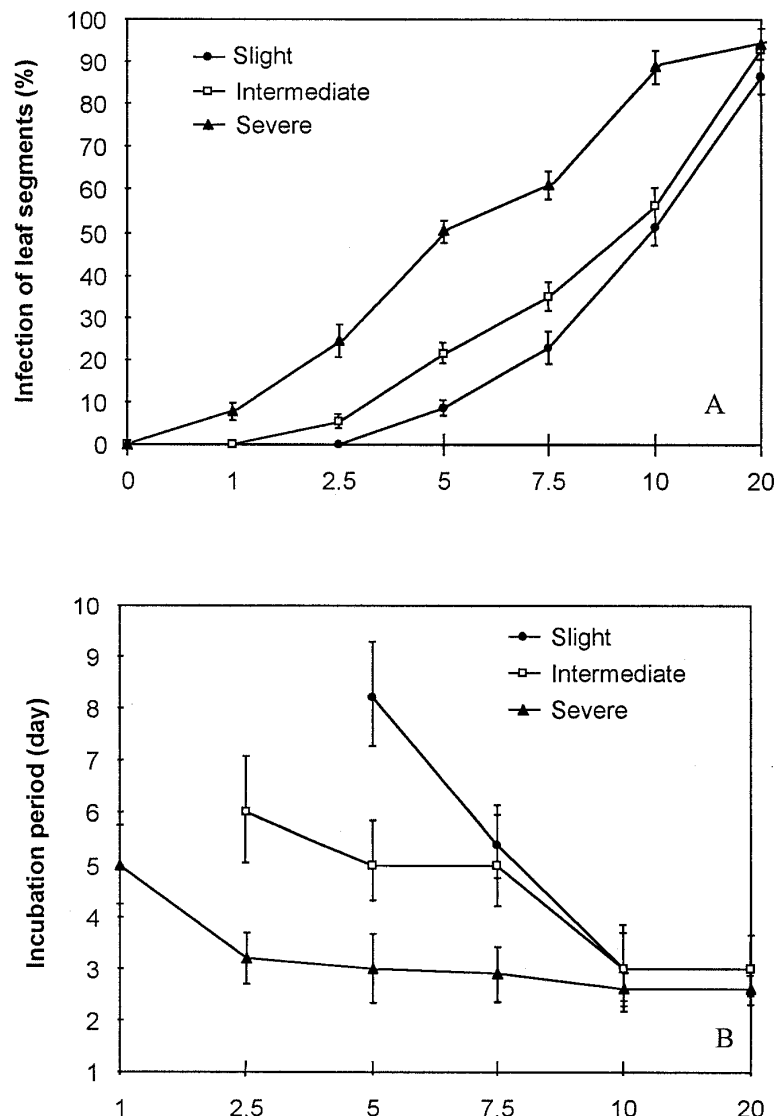 Infection of leaf segments (%)
100
90
80
70
60
50
40
30
20
10
0
Slight
Intermediate
Severe
A
0 1 2.5 5 7.5 10 20
Incubation period (day)
10
9
8
7
6
5
4
3
2
1
Slight
Intermediate
Severe
B
1 2.5 5 7.5 10 20